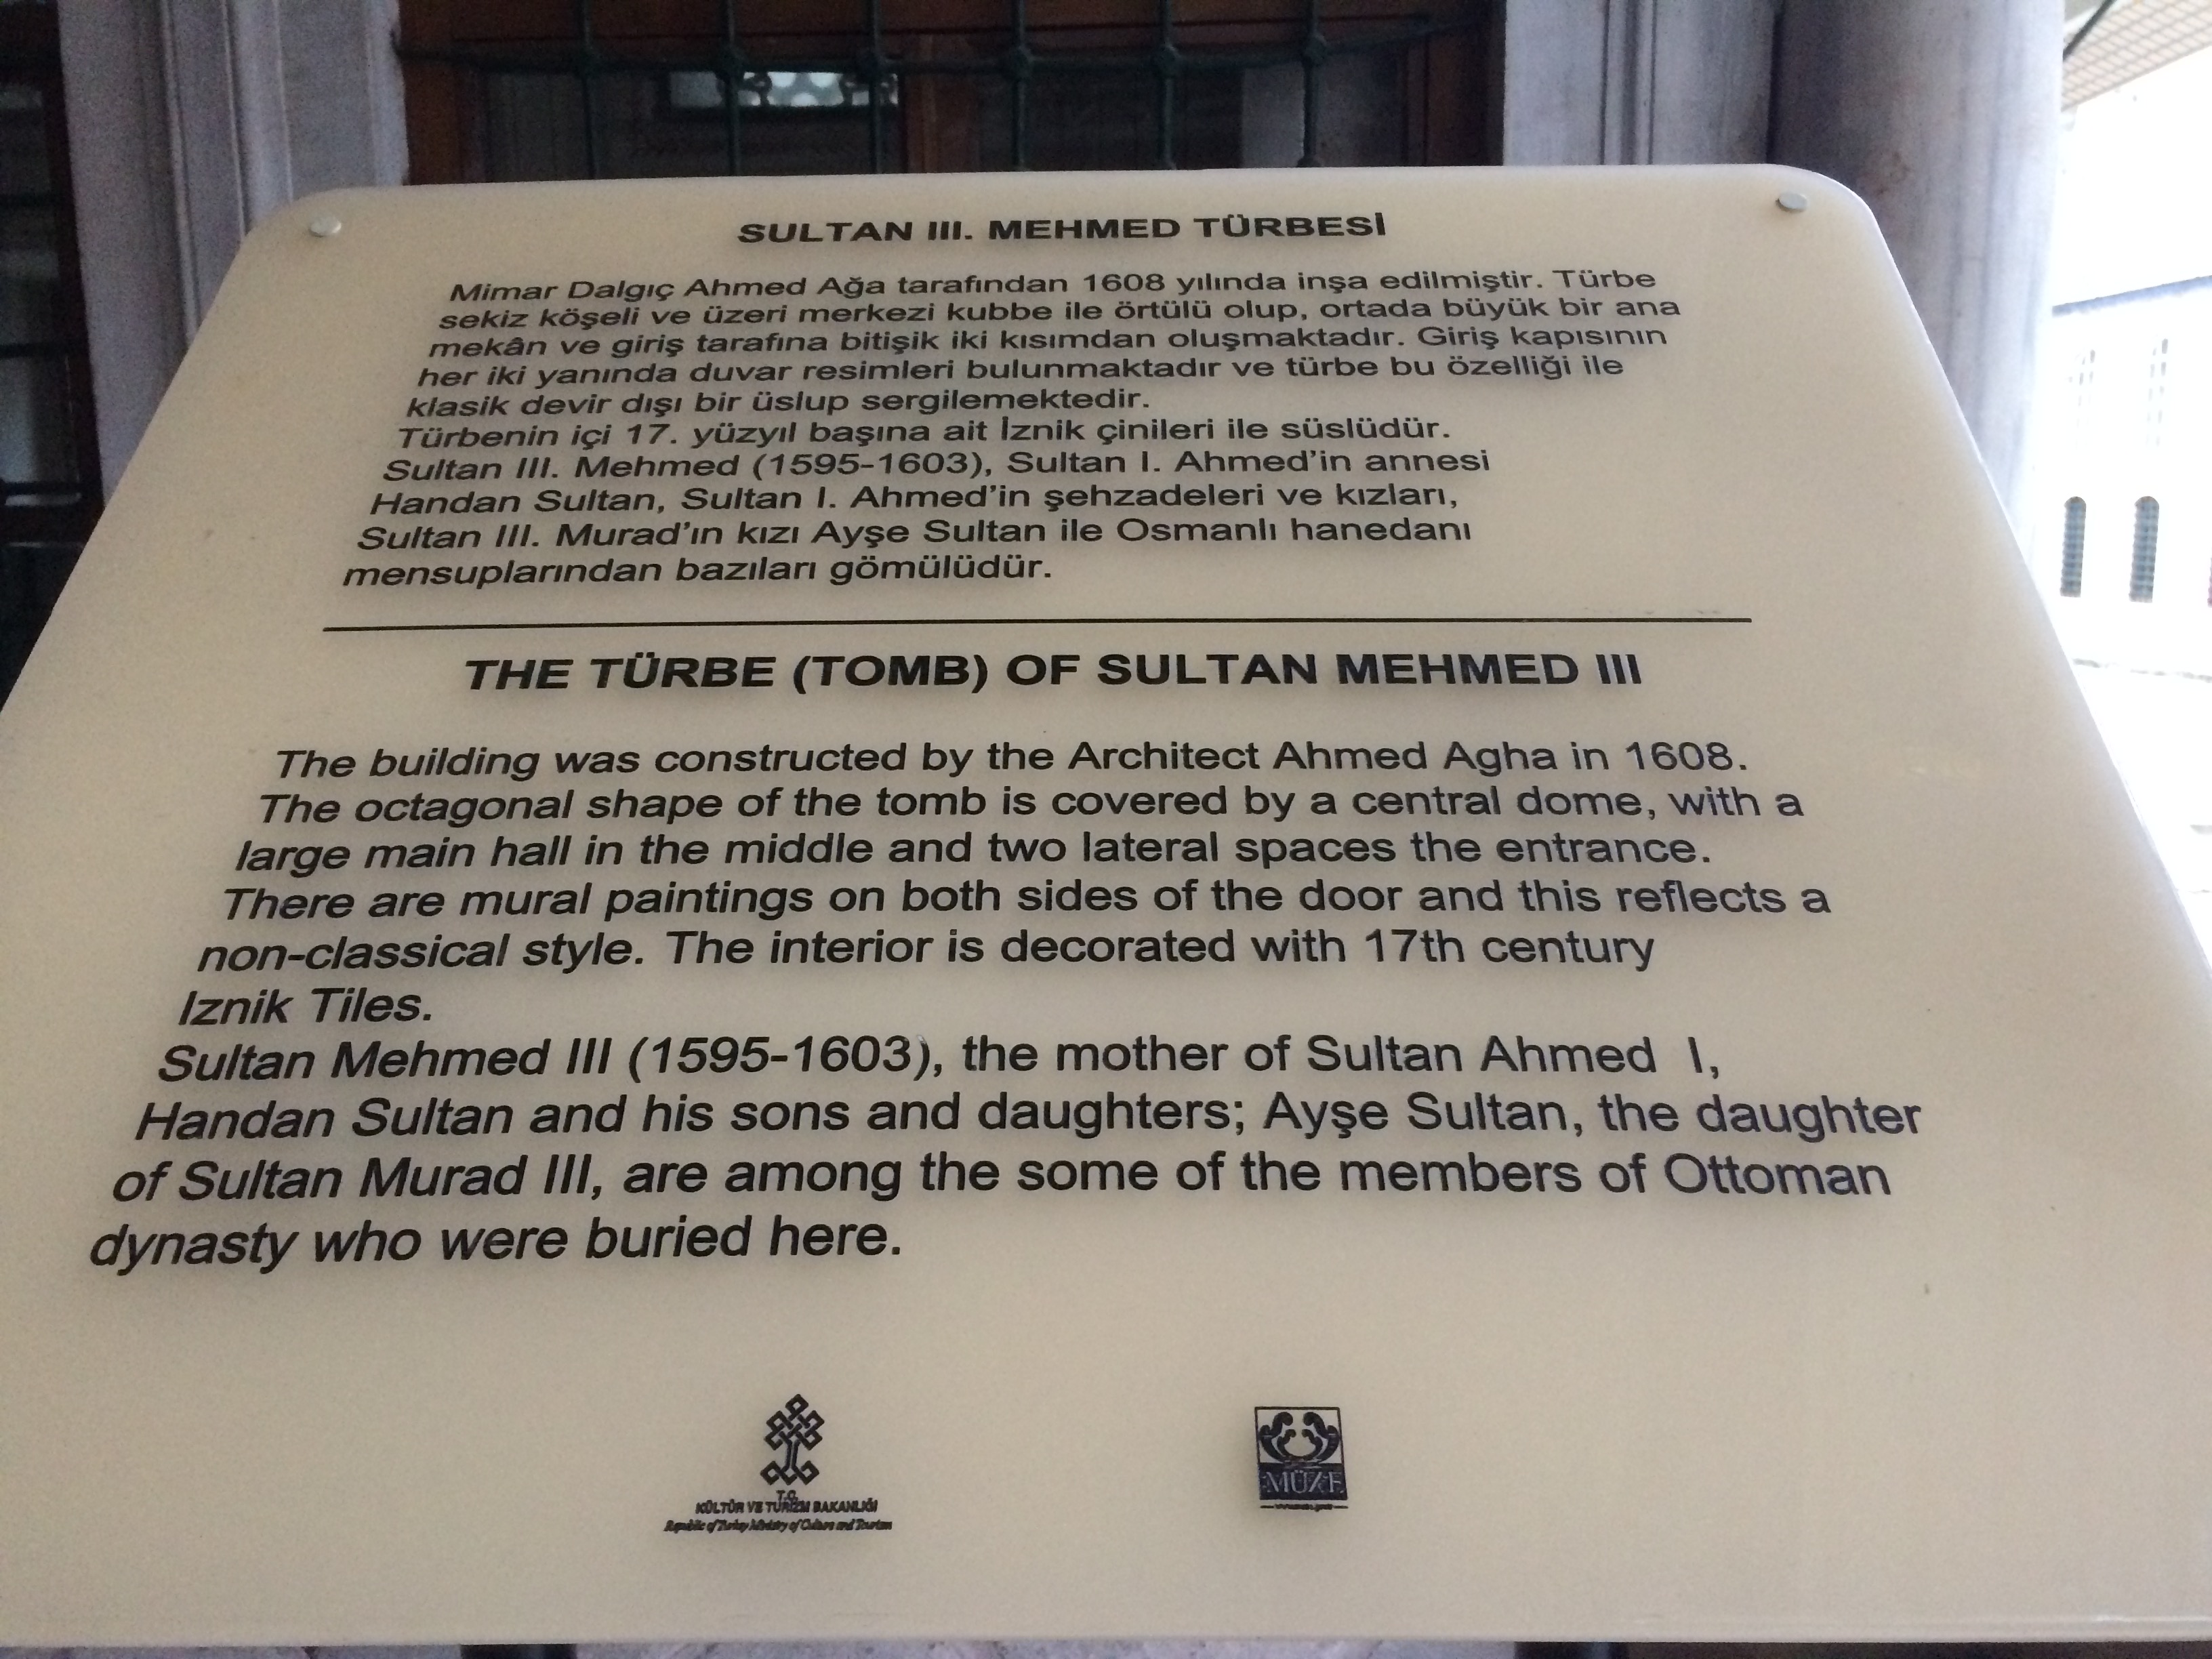 SULTAN III. MEHMED TÜRBESİ
Mimar Dalgıç Ahmed Ağa tarafından 1608 yılında inşa edilmiştir. Türbe
sekiz köşeli ve üzeri merkezi kubbe ile örtülü olup, ortada büyük bir ana
mekân ve giriş tarafına bitişik iki kısımdan oluşmaktadır. Giriş kapısının
her iki yanında duvar resimleri bulunmaktadır ve türbe bu özelliği ile
klasik devir dışı bir üslup sergilemektedir.
Türbenin içi 17. yüzyıl başına ait İznik çinileri ile süslüdür.
Sultan III. Mehmed (1595-1603), Sultan I. Ahmed'in annesi
Handan Sultan, Sultan I. Ahmed'in şehzadeleri ve kızları,
Sultan III. Murad'ın kızı Ayşe Sultan ile Osmanlı hanedanı
mensuplarından bazıları gömülüdür.
THE TÜRBE (TOMB) OF SULTAN MEHMED III
The building was constructed by the Architect Ahmed Agha in 1608.
The octagonal shape of the tomb is covered by a central dome, with a
large main hall in the middle and two lateral spaces the entrance.
There are mural paintings on both sides of the door and this reflects a
non-classical style. The interior is decorated with 17th century
Iznik Tiles.
Sultan Mehmed III (1595-1603), the mother of Sultan Ahmed I,
Handan Sultan and his sons and daughters; Ayşe Sultan, the daughter
of Sultan Murad III, are among the some of the members of Ottoman
dynasty who were buried here.
T.C.
KÜLTÜR VE TURİZM BAKANLIĞI
Republic of Turkey Ministry of Culture and Tourism
MÜZE